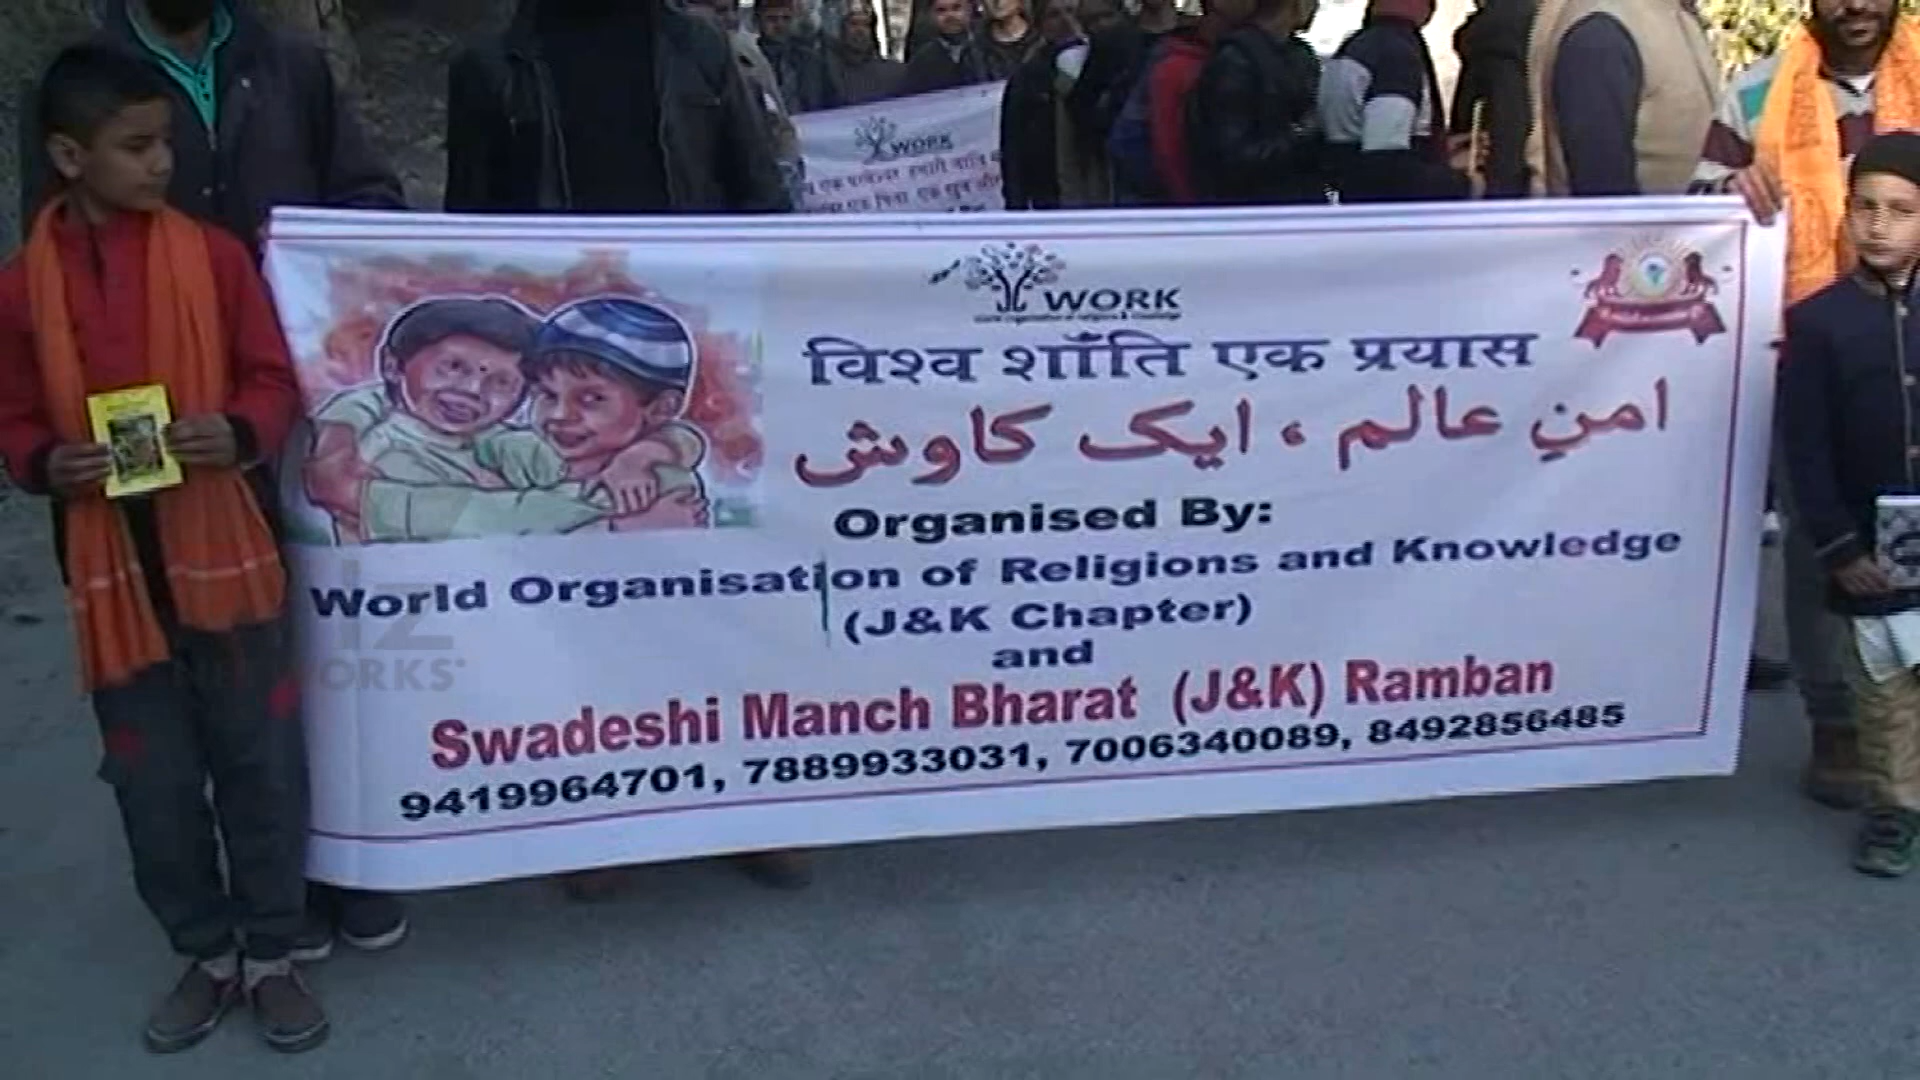 WORK
WORK
विश्व शाँति एक प्रयास
امنِ عالم ، ایک کاوش
Organised By:
World Organisation of Religions and Knowledge
(J&K Chapter)
and
Swadeshi Manch Bharat (J&K) Ramban
9419964701, 7889933031, 7006340089, 8492856485